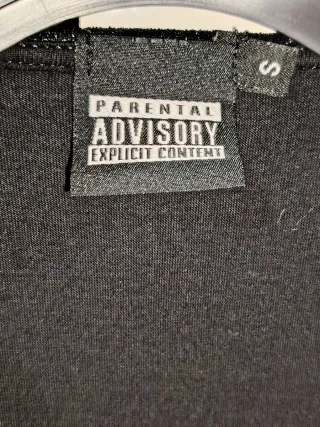 PARENTAL
ADVISORY
EXPLICIT CONTENT
S